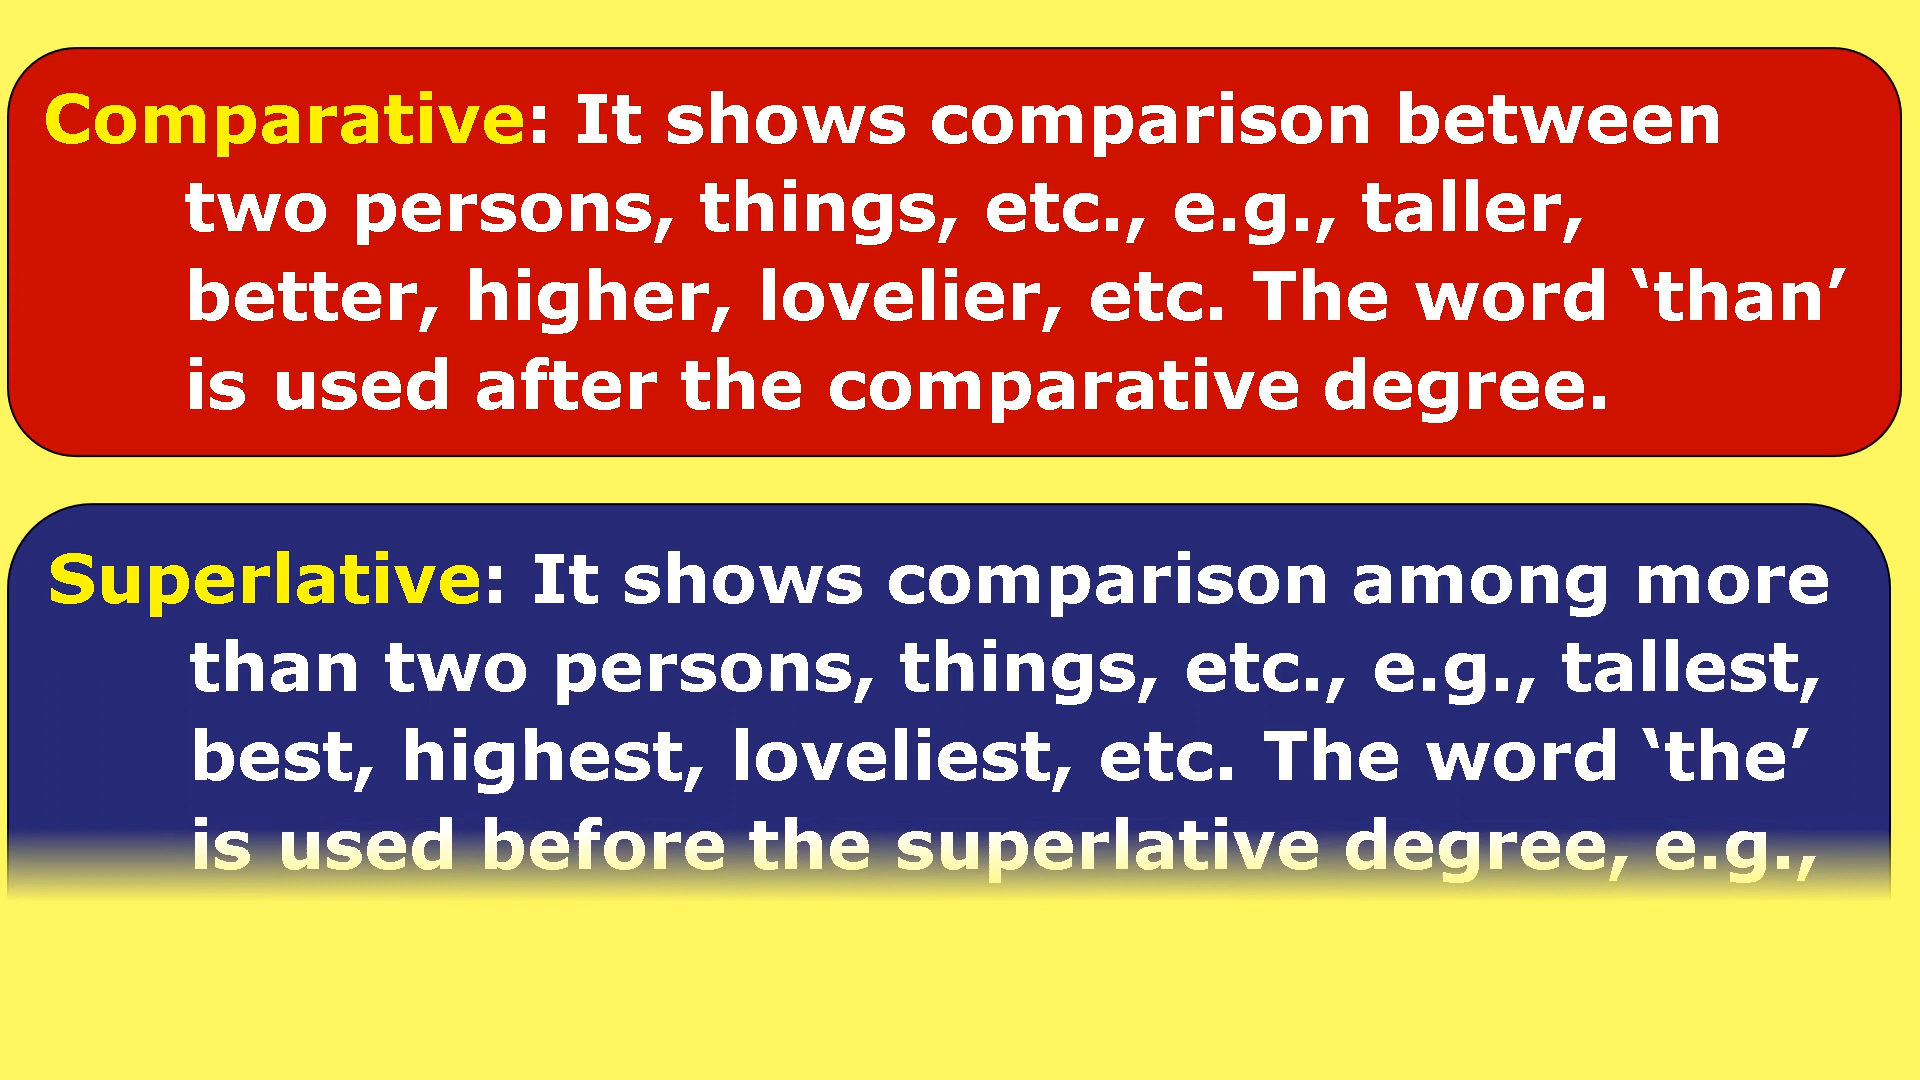 Comparative: It shows comparison between
two persons, things, etc., e.g., taller,
better, higher, lovelier, etc. The word ‘than’
is used after the comparative degree.
Superlative: It shows comparison among more
than two persons, things, etc., e.g., tallest,
best, highest, loveliest, etc. The word ‘the’
is used before the superlative degree, e.g.,